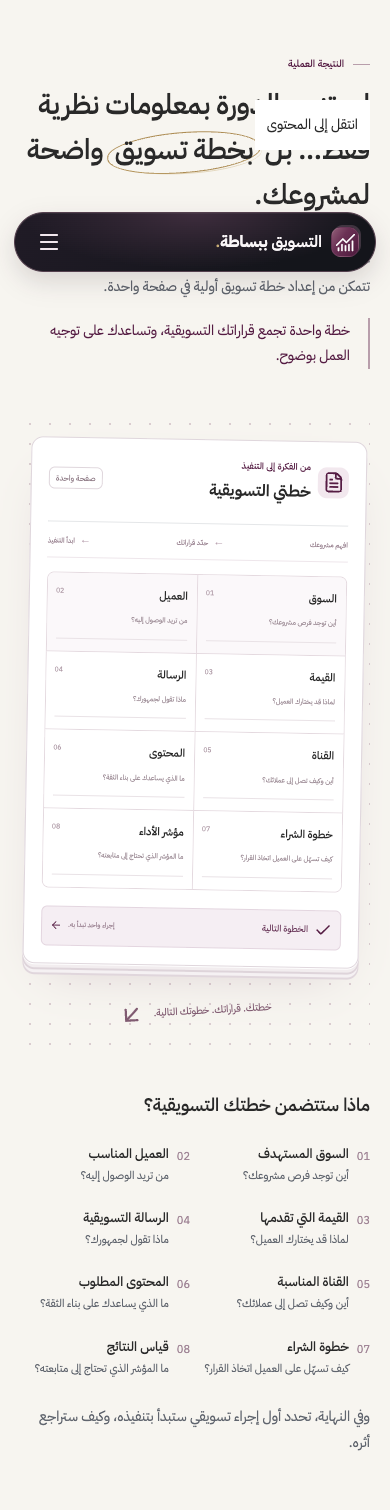 النتيجة العملية
انتقل إلى المحتوى
الدورة بمعلومات نظرية
فقط... بل بخطة تسويق واضحة
لمشروعك.
التسويق ببساطة.
تتمكن من إعداد خطة تسويق أولية في صفحة واحدة.
خطة واحدة تجمع قراراتك التسويقية، وتساعدك على توجيه
العمل بوضوح.
من الفكرة إلى التنفيذ
خطتي التسويقية
صفحة واحدة
افهم مشروعك ← حدّد قراراتك ← ابدأ التنفيذ
السوق 01
أين توجد فرص مشروعك؟
العميل 02
من تريد الوصول إليه؟
القيمة 03
لماذا قد يختارك العميل؟
الرسالة 04
ماذا تقول لجمهورك؟
القناة 05
أين وكيف تصل إلى عملائك؟
المحتوى 06
ما الذي يساعدك على بناء الثقة؟
خطوة الشراء 07
كيف تسهّل على العميل اتخاذ القرار؟
مؤشر الأداء 08
ما المؤشر الذي تحتاج إلى متابعته؟
الخطوة التالية
إجراء واحد تبدأ به. ←
خطتك. قراراتك. خطوتك التالية.
ماذا ستتضمن خطتك التسويقية؟
01 السوق المستهدف
أين توجد فرص مشروعك؟
02 العميل المناسب
من تريد الوصول إليه؟
03 القيمة التي تقدمها
لماذا قد يختارك العميل؟
04 الرسالة التسويقية
ماذا تقول لجمهورك؟
05 القناة المناسبة
أين وكيف تصل إلى عملائك؟
06 المحتوى المطلوب
ما الذي يساعدك على بناء الثقة؟
07 خطوة الشراء
كيف تسهّل على العميل اتخاذ القرار؟
08 قياس النتائج
ما المؤشر الذي تحتاج إلى متابعته؟
وفي النهاية، تحدد أول إجراء تسويقي ستبدأ بتنفيذه، وكيف ستراجع
أثره.